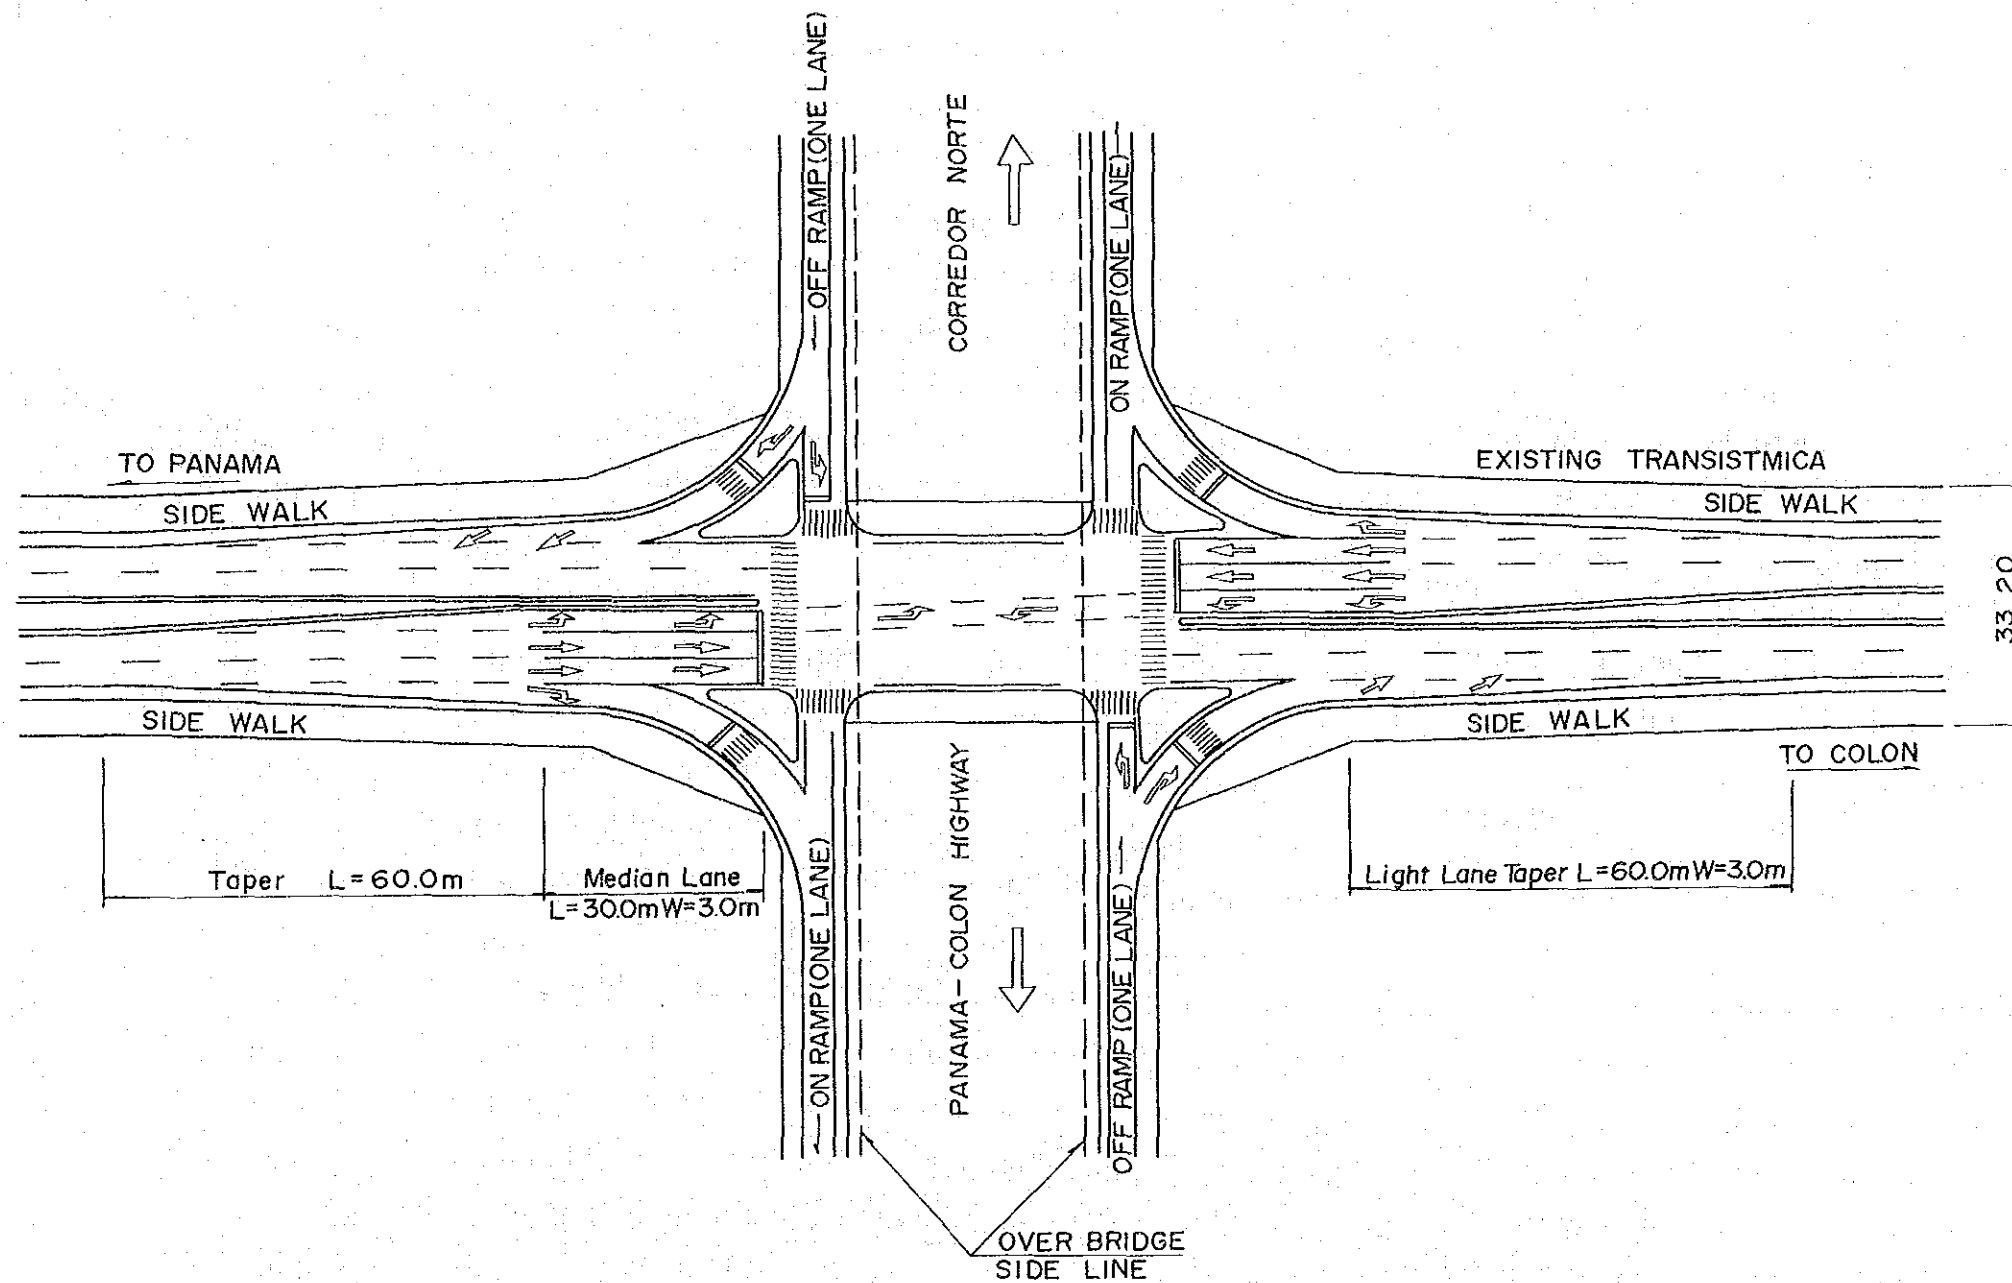 OFF RAMP(ONE LANE)
CORREDOR NORTE
ON RAMP(ONE LANE)
TO PANAMA
SIDE WALK
EXISTING TRANSISTMICA
SIDE WALK
33 20
SIDE WALK
SIDE WALK
TO COLON
Taper L=60.0m
Median Lane
L=30.0m W=3.0m
Light Lane Taper L=60.0m W=3.0m
ON RAMP(ONE LANE)
PANAMA-COLON HIGHWAY
OFF RAMP(ONE LANE)
OVER BRIDGE
SIDE LINE